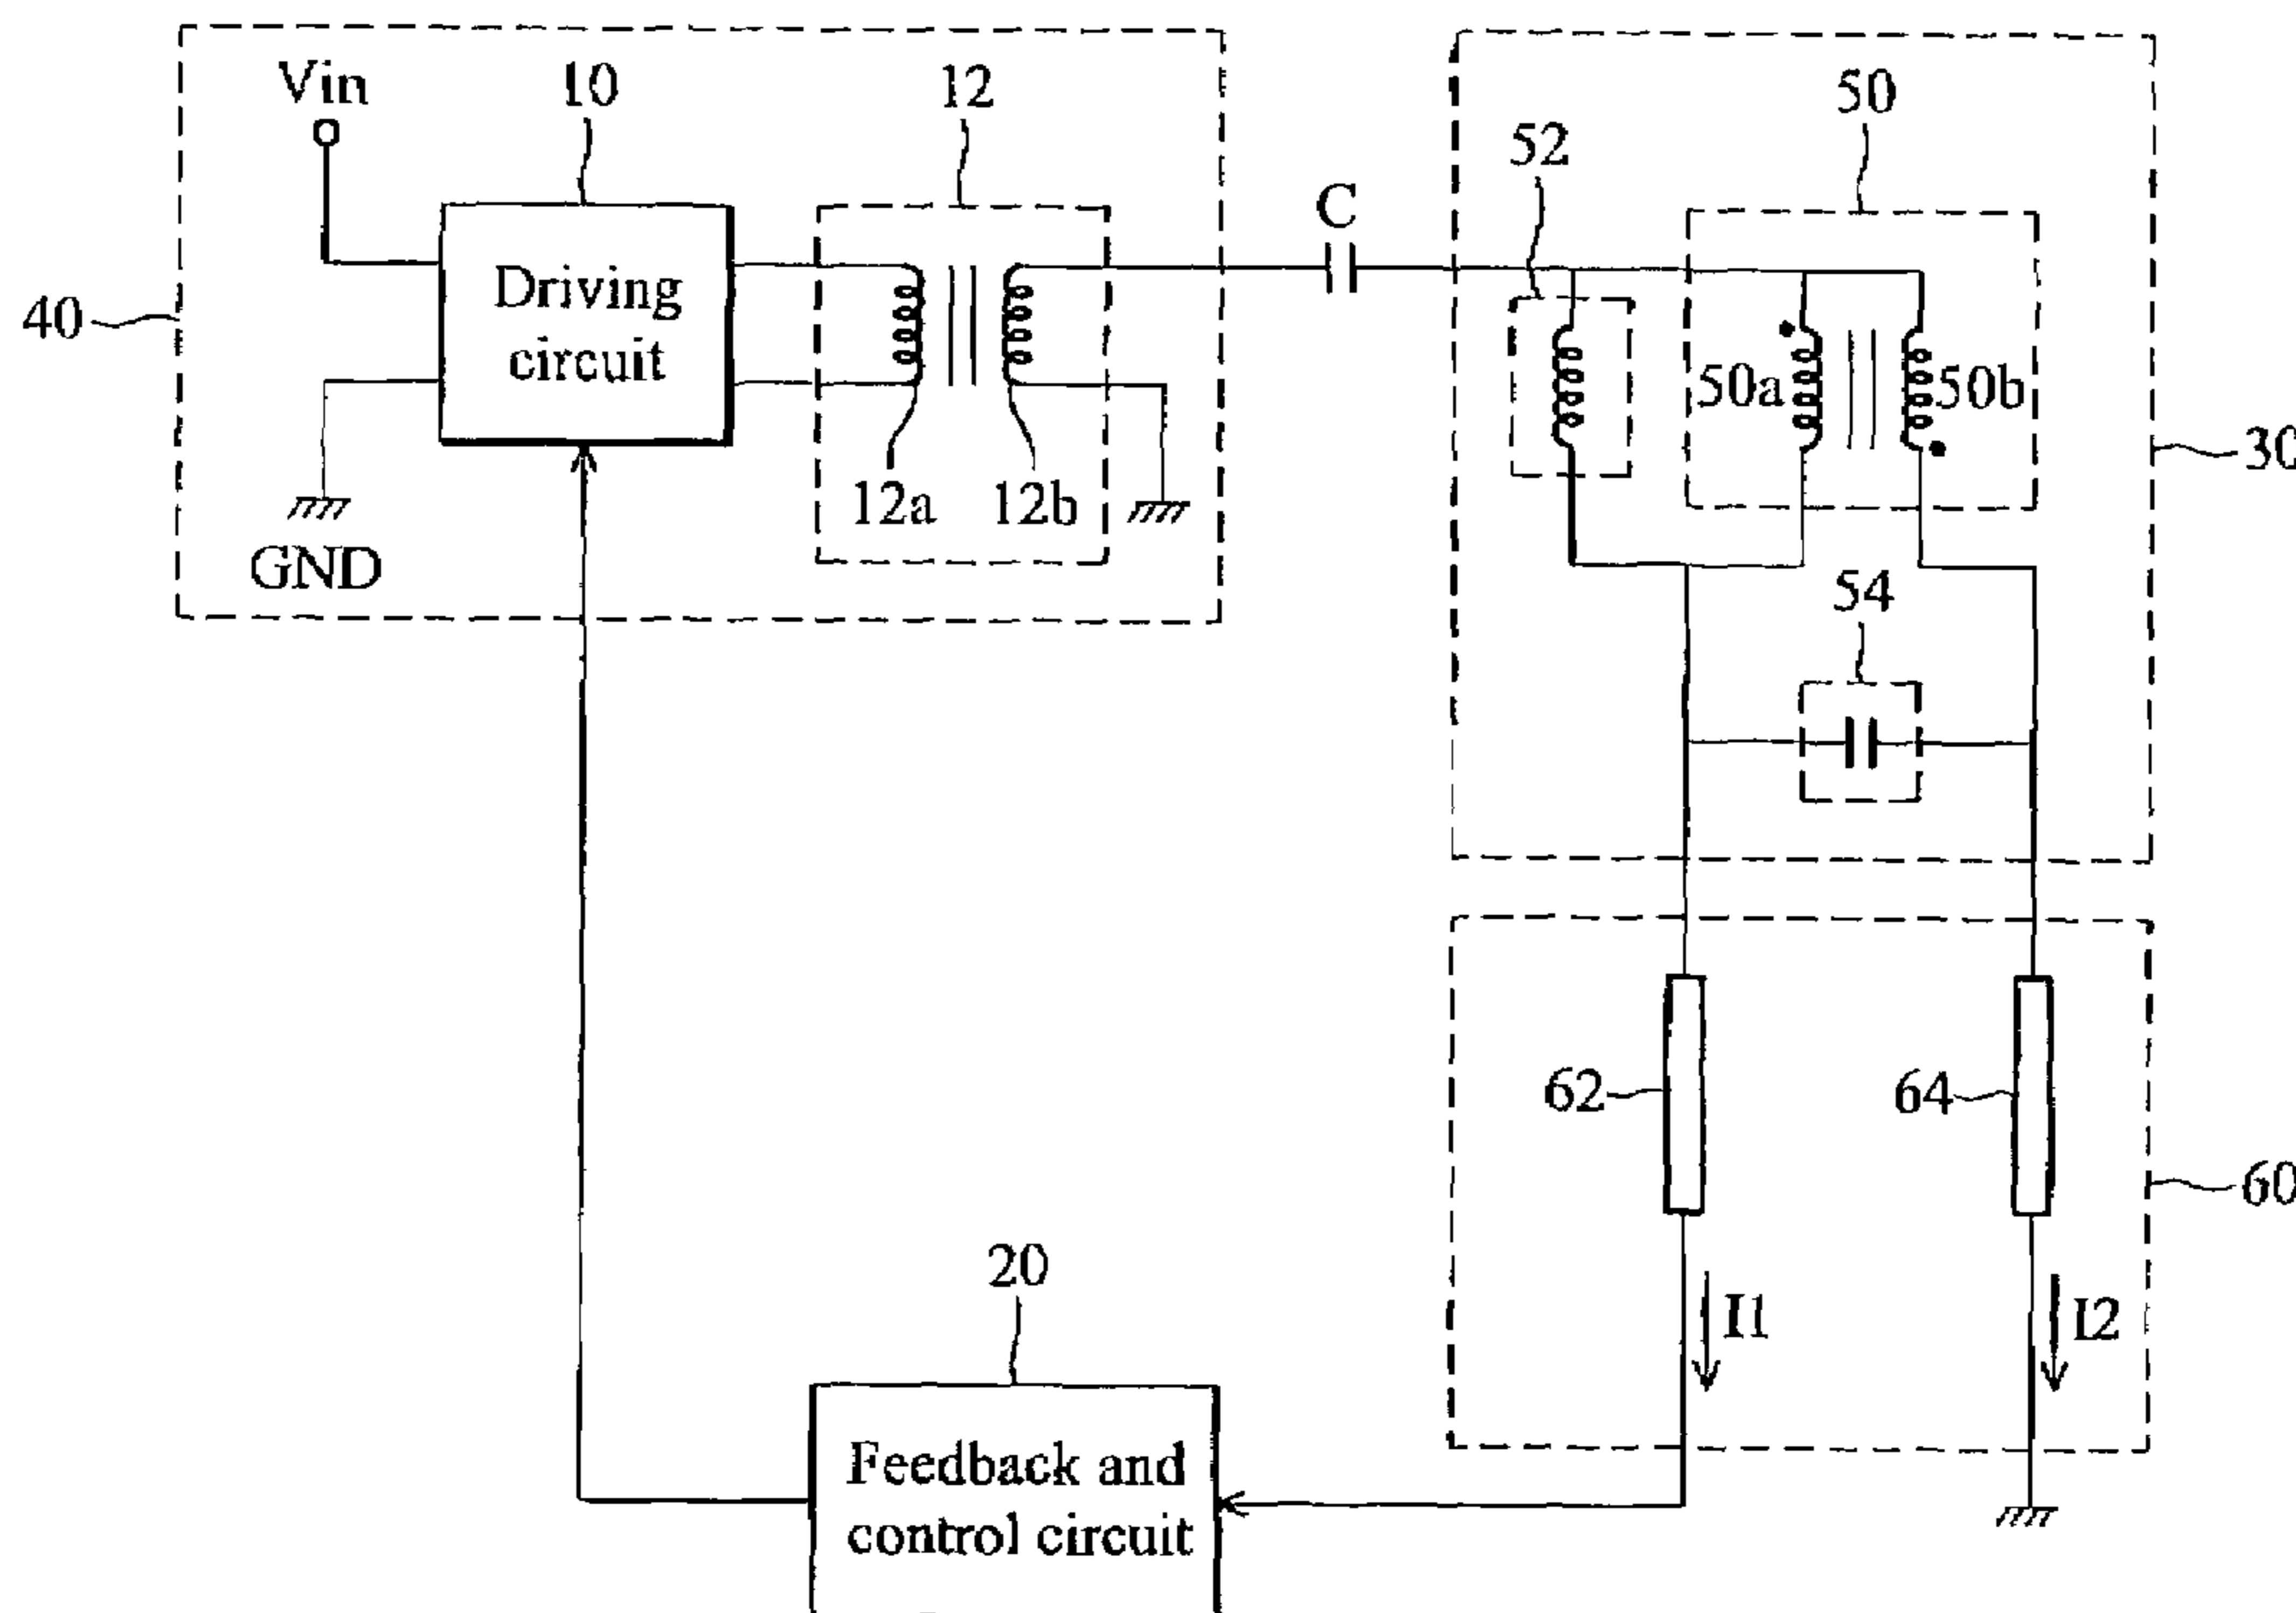 Vin
10
12
50
52
C
Driving
circuit
40
50a
50b
30
12a
12b
GND
54
62
64
60
20
I1
I2
Feedback and
control circuit